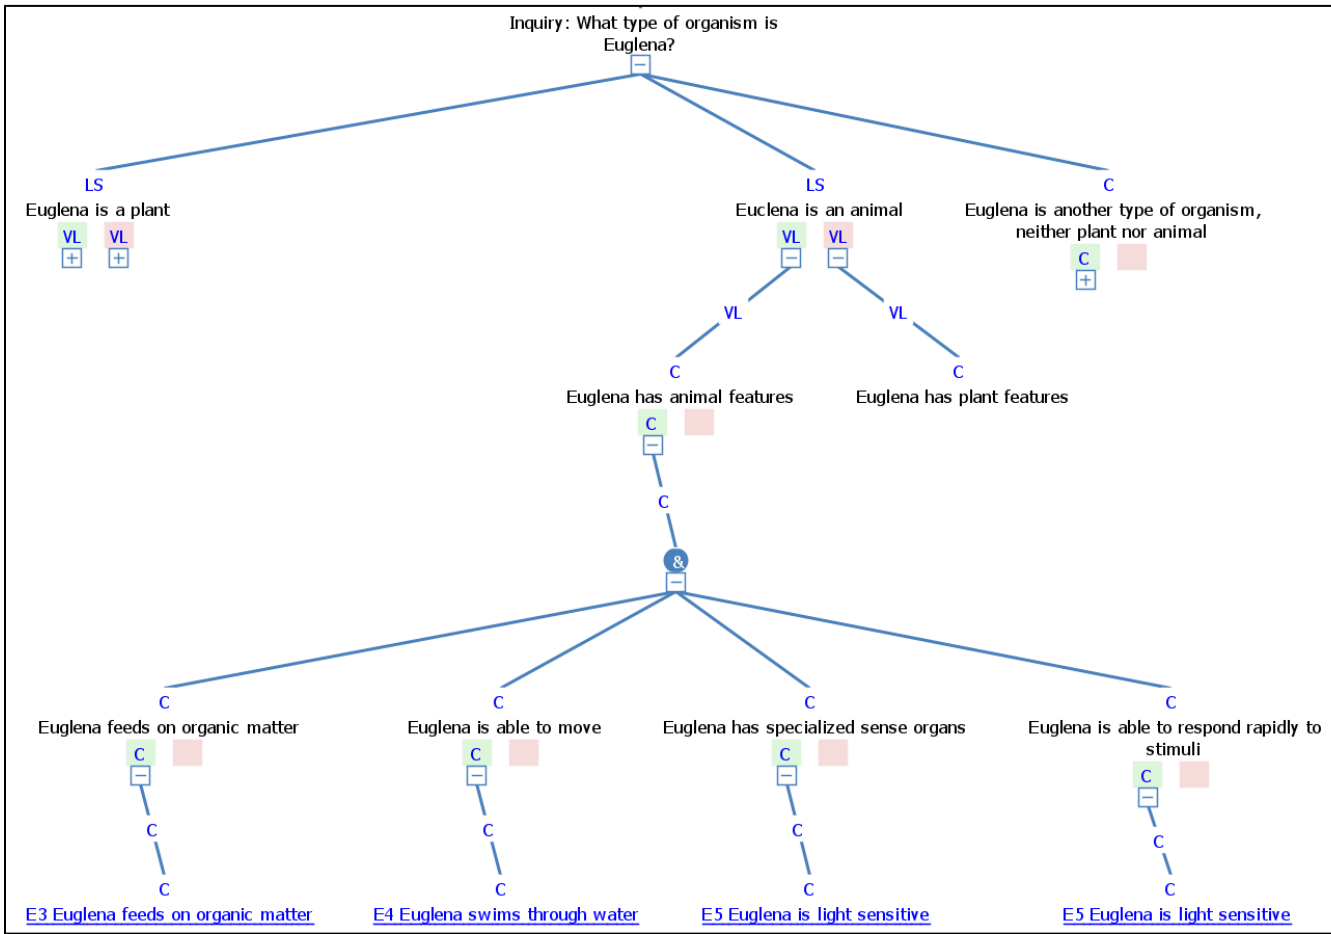 Inquiry: What type of organism is
Euglena?
LS
LS
C
Euglena is a plant
Euclena is an animal
Euglena is another type of organism,
neither plant nor animal
VL VL
VL VL
C
VL
VL
C
C
Euglena has animal features
Euglena has plant features
C
C
&
C
C
C
C
Euglena feeds on organic matter
Euglena is able to move
Euglena has specialized sense organs
Euglena is able to respond rapidly to
stimuli
C
C
C
C
C
C
C
C
C
C
C
C
E3 Euglena feeds on organic matter
E4 Euglena swims through water
E5 Euglena is light sensitive
E5 Euglena is light sensitive